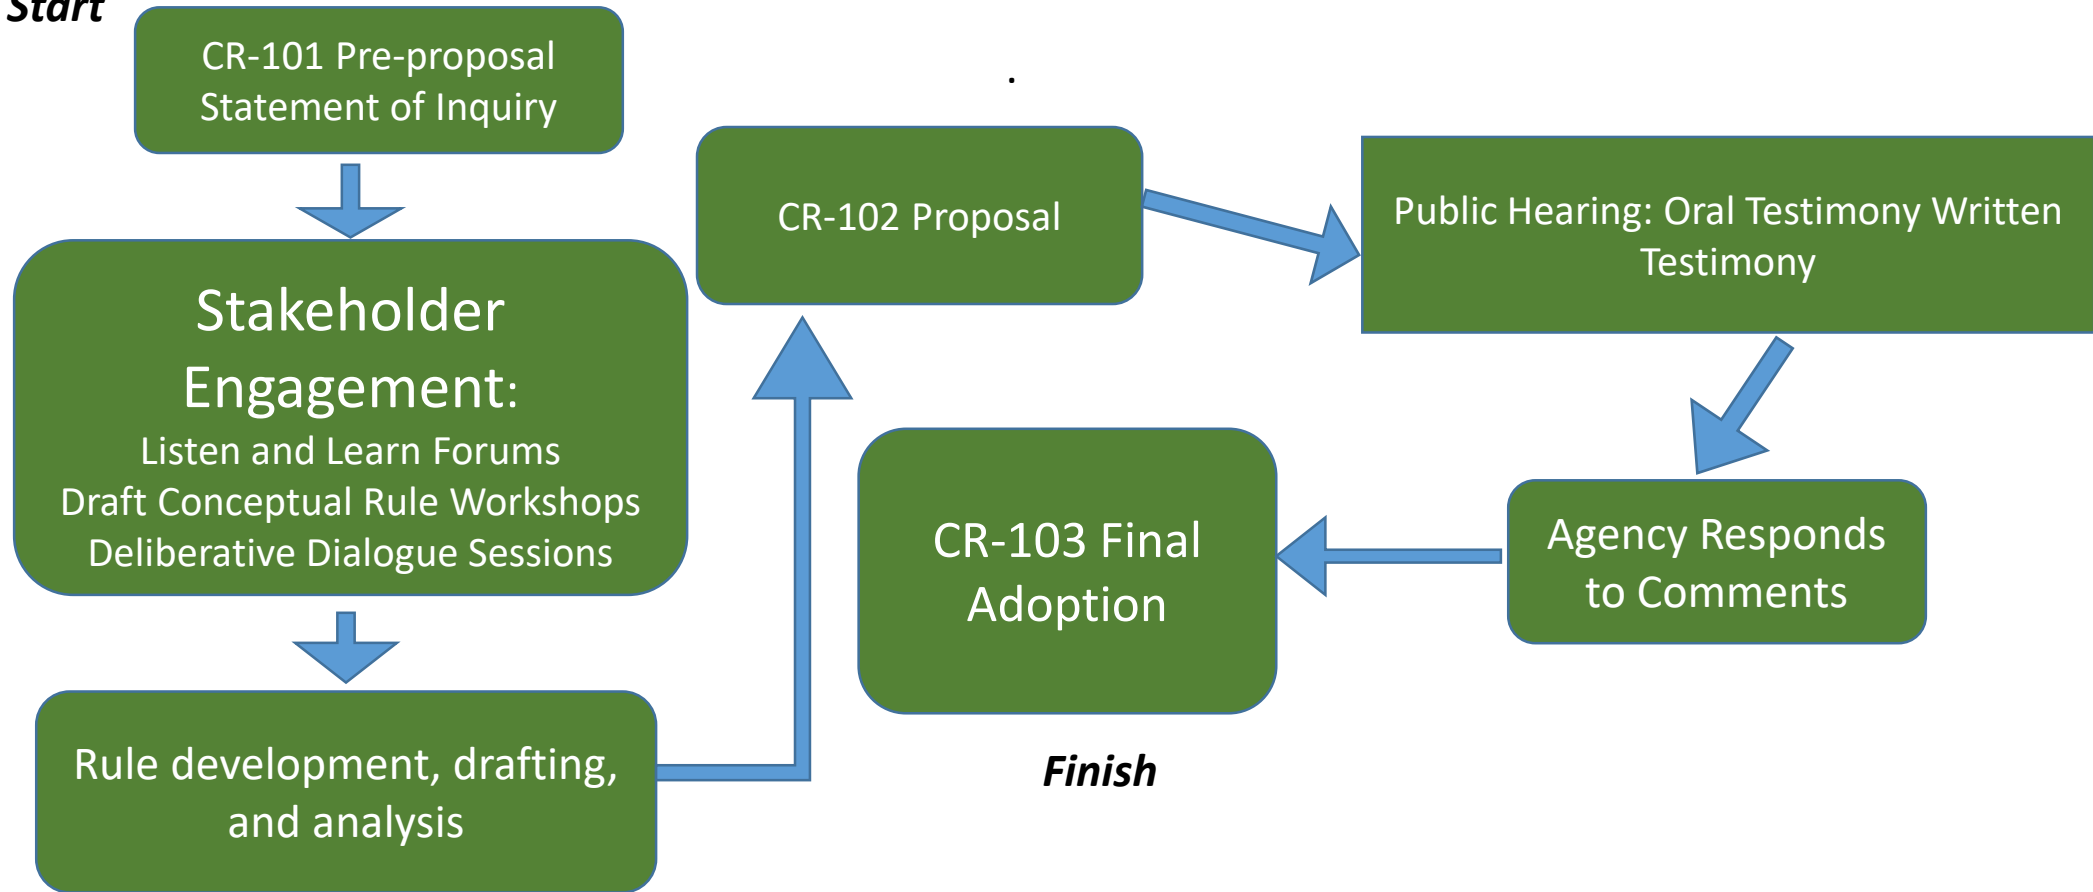 Start
CR-101 Pre-proposal
Statement of Inquiry
Stakeholder
Engagement:
Listen and Learn Forums
Draft Conceptual Rule Workshops
Deliberative Dialogue Sessions
Rule development, drafting,
and analysis
.
CR-102 Proposal
Public Hearing: Oral Testimony Written
Testimony
Agency Responds
to Comments
CR-103 Final
Adoption
Finish